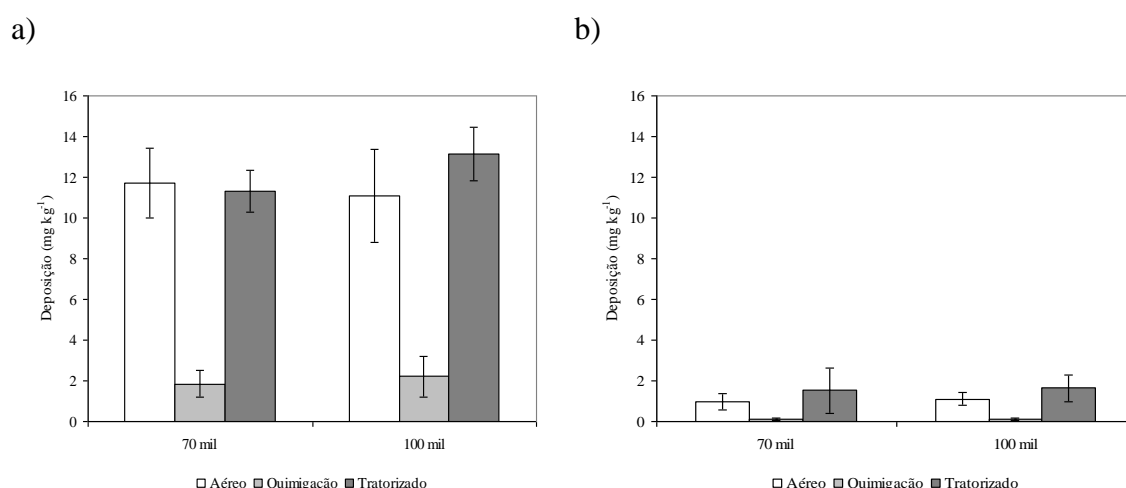 a)
16
14
12
10
8
6
4
2
0
Deposição (mg kg-1)
70 mil
100 mil
Aéreo Quimigação Tratorizado
b)
16
14
12
10
8
6
4
2
0
Deposição (mg kg-1)
70 mil
100 mil
Aéreo Quimigação Tratorizado